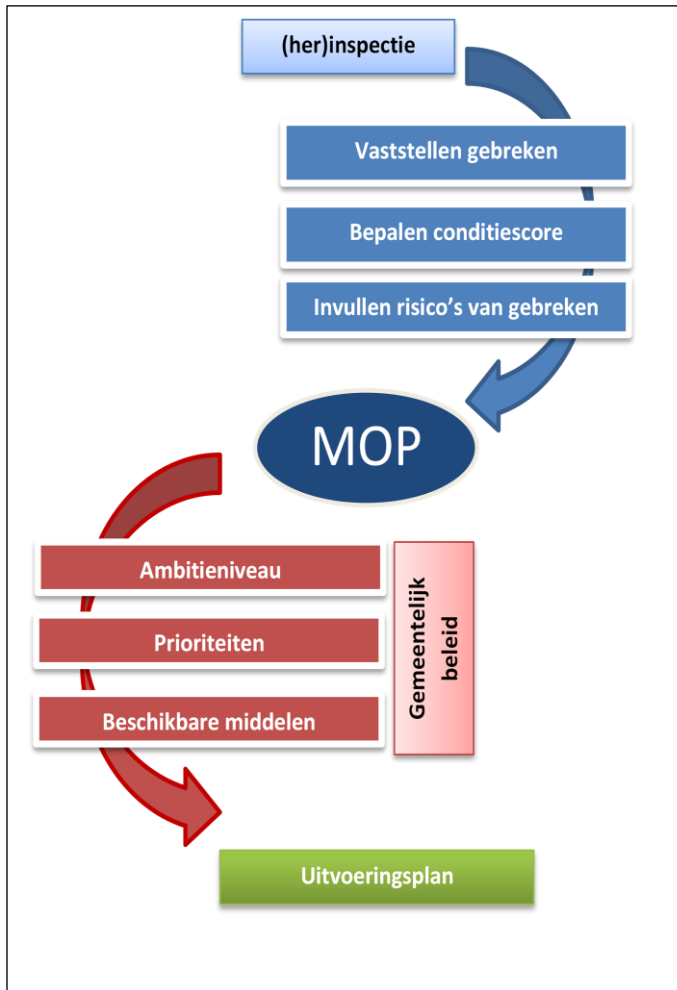 (her)inspectie
Vaststellen gebreken
Bepalen conditiescore
Invullen risico's van gebreken
MOP
Ambitieniveau
Prioriteiten
Beschikbare middelen
Gemeentelijk
beleid
Uitvoeringsplan